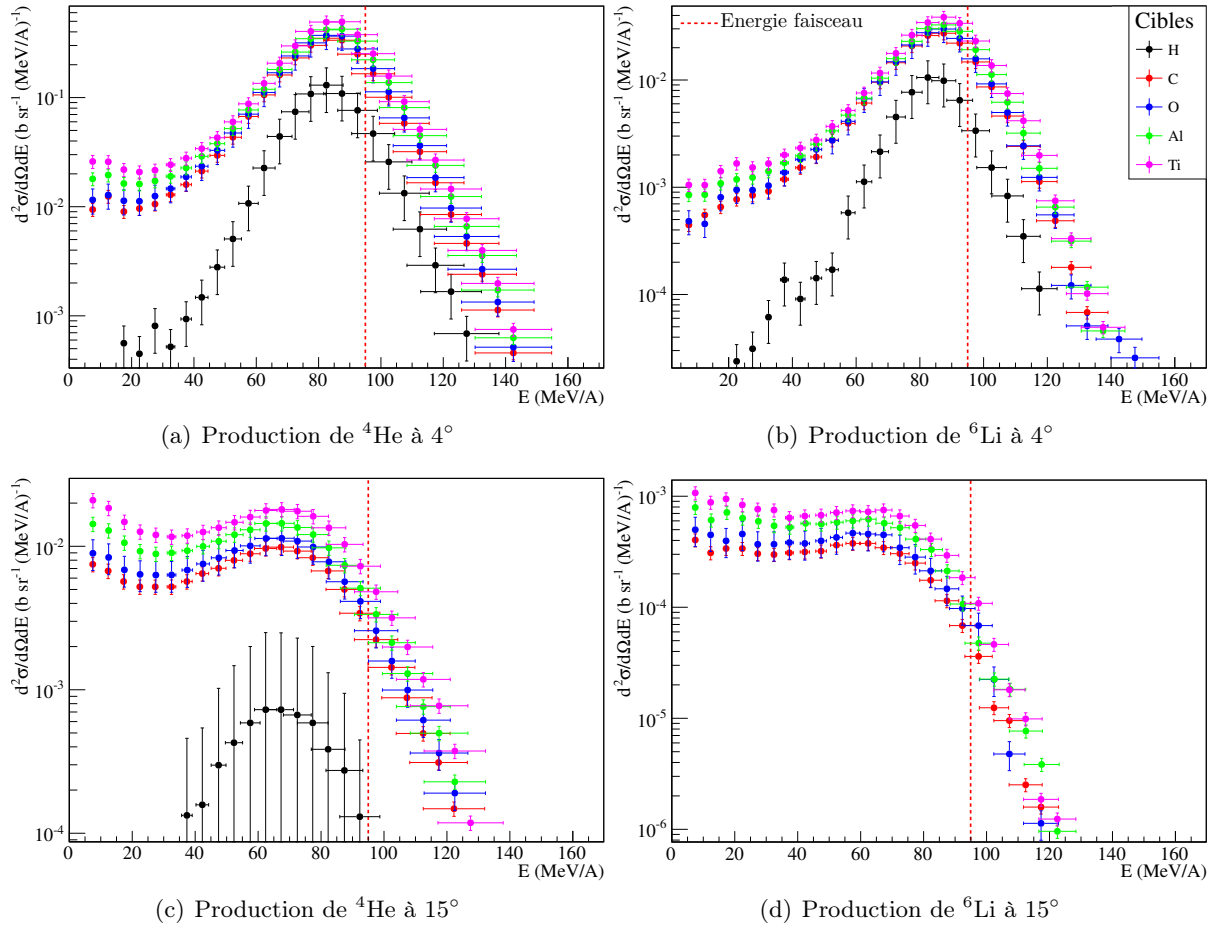 d²σ/dΩdE (b sr⁻¹ (MeV/A)⁻¹)
10⁻¹
10⁻²
10⁻³
0 20 40 60 80 100 120 140 160
E (MeV/A)
(a) Production de ⁴He à 4°
d²σ/dΩdE (b sr⁻¹ (MeV/A)⁻¹)
10⁻²
10⁻³
10⁻⁴
20 40 60 80 100 120 140 160
E (MeV/A)
Energie faisceau
Cibles
H
C
O
Al
Ti
(b) Production de ⁶Li à 4°
d²σ/dΩdE (b sr⁻¹ (MeV/A)⁻¹)
10⁻²
10⁻³
10⁻⁴
0 20 40 60 80 100 120 140 160
E (MeV/A)
(c) Production de ⁴He à 15°
d²σ/dΩdE (b sr⁻¹ (MeV/A)⁻¹)
10⁻³
10⁻⁴
10⁻⁵
10⁻⁶
0 20 40 60 80 100 120 140 160
E (MeV/A)
(d) Production de ⁶Li à 15°